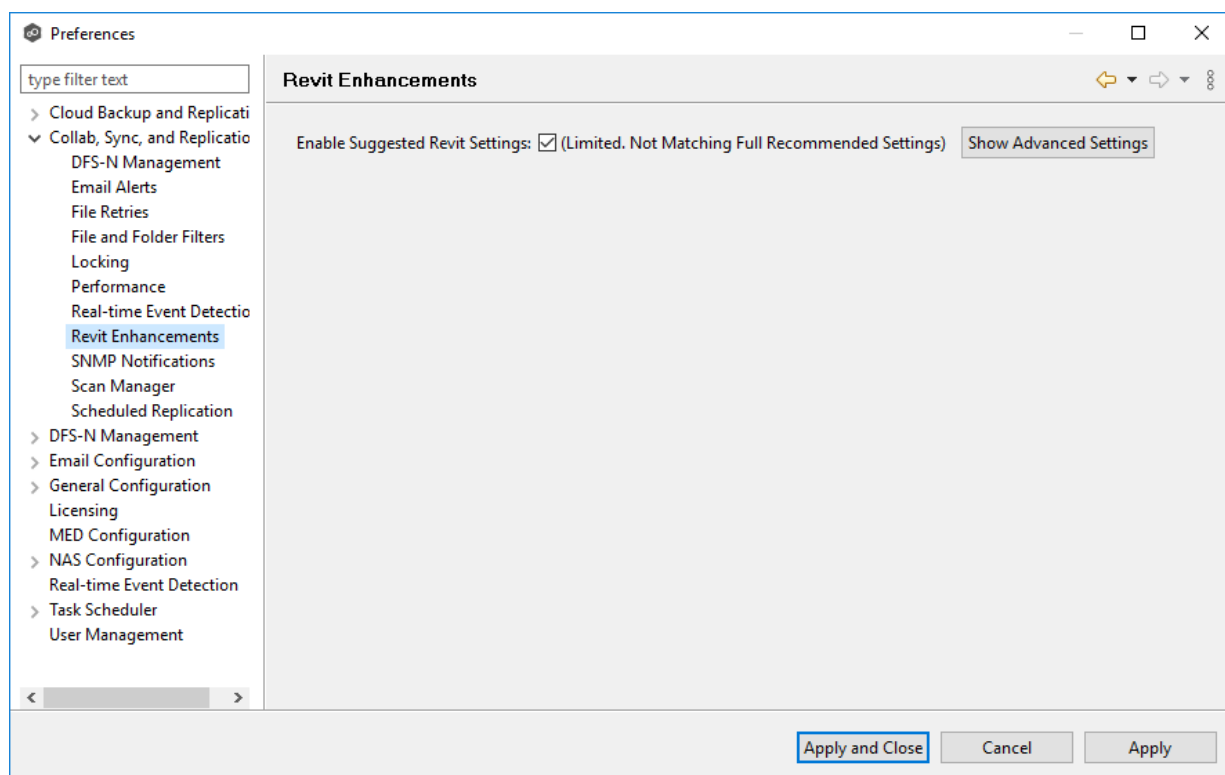 Preferences
type filter text
Cloud Backup and Replicati
Collab, Sync, and Replicatio
DFS-N Management
Email Alerts
File Retries
File and Folder Filters
Locking
Performance
Real-time Event Detectio
Revit Enhancements
SNMP Notifications
Scan Manager
Scheduled Replication
DFS-N Management
Email Configuration
General Configuration
Licensing
MED Configuration
NAS Configuration
Real-time Event Detection
Task Scheduler
User Management
Revit Enhancements
Enable Suggested Revit Settings: (Limited. Not Matching Full Recommended Settings) Show Advanced Settings
Apply and Close Cancel Apply